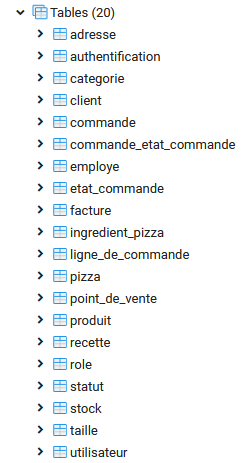 Tables (20)
adresse
authentification
categorie
client
commande
commande_etat_commande
employe
etat_commande
facture
ingredient_pizza
ligne_de_commande
pizza
point_de_vente
produit
recette
role
statut
stock
taille
utilisateur